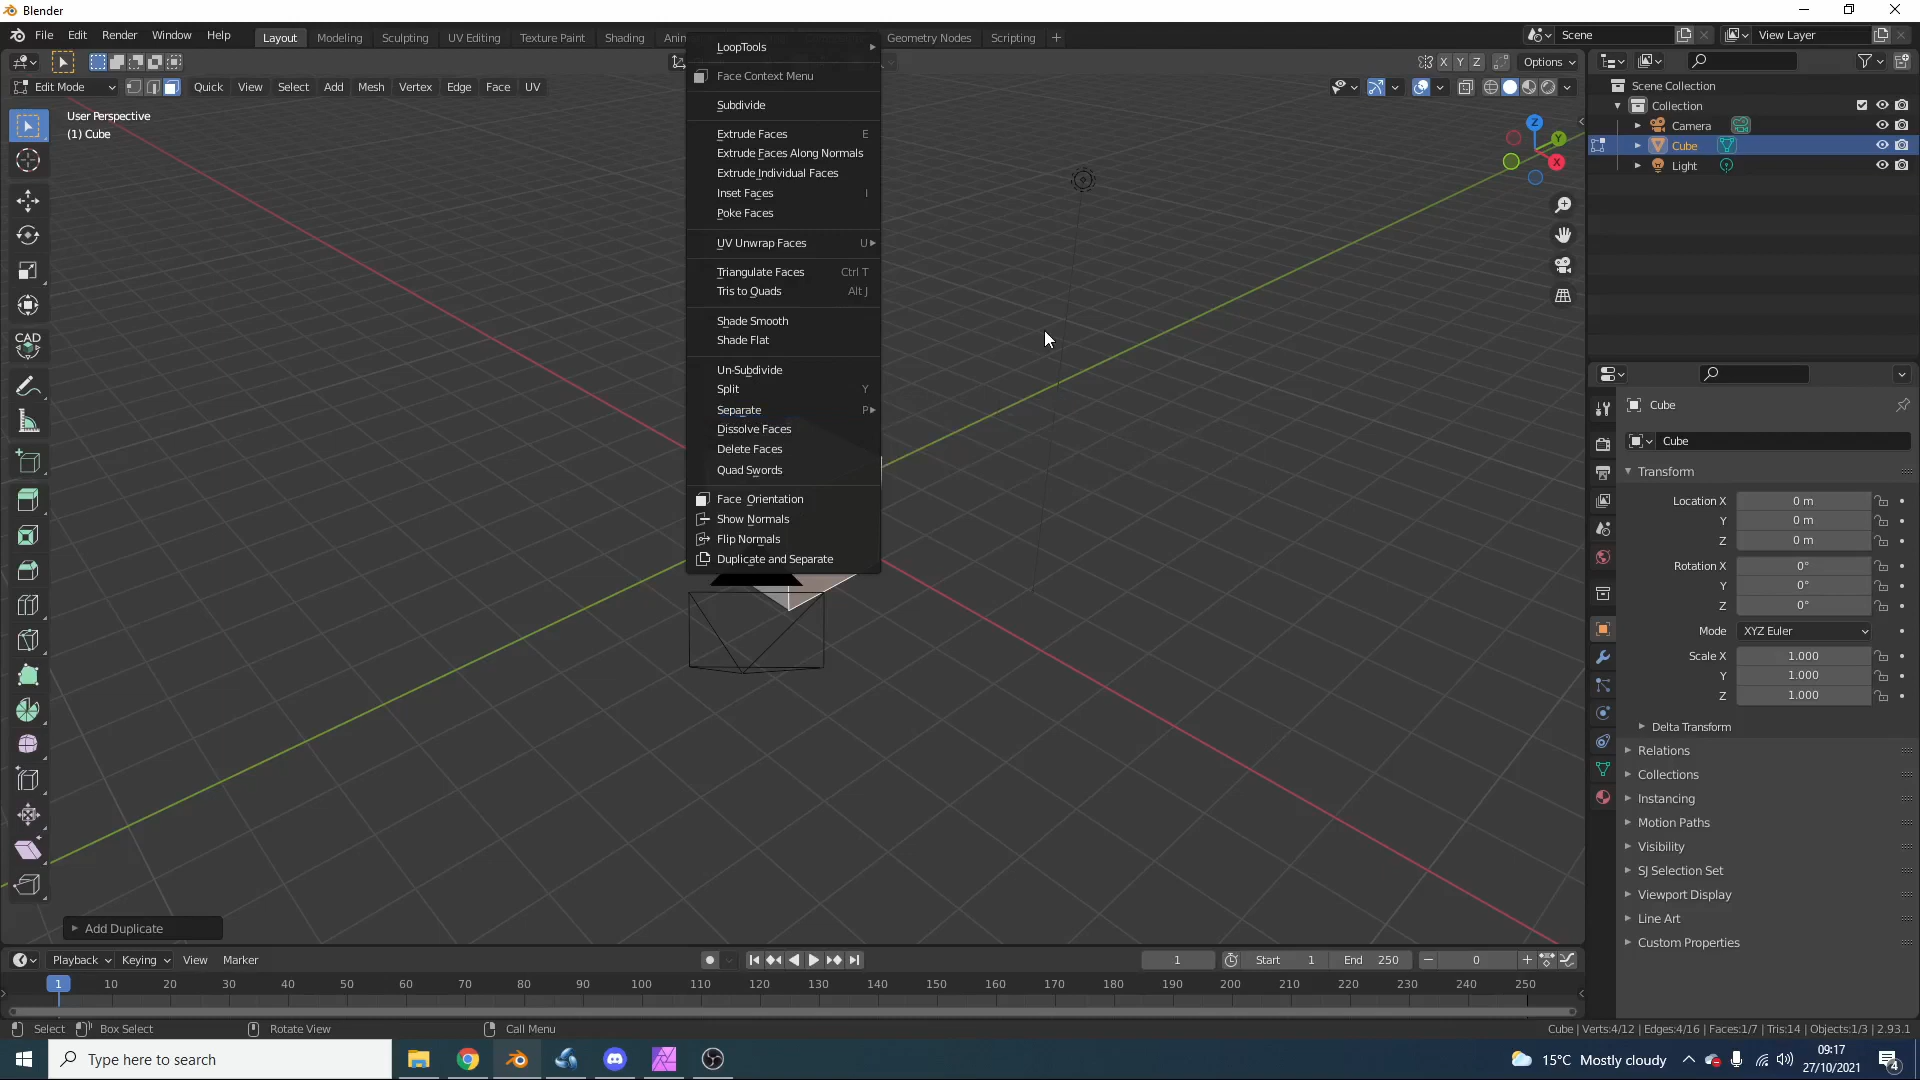 Blender
File Edit Render Window Help
Layout Modeling Sculpting UV Editing Texture Paint Shading Geometry Nodes Scripting +
Scene
View Layer
X Y Z Options
Edit Mode Quick View Select Add Mesh Vertex Edge Face UV
User Perspective
(1) Cube
LoopTools
Face Context Menu
Subdivide
Extrude Faces E
Extrude Faces Along Normals
Extrude Individual Faces
Inset Faces I
Poke Faces
UV Unwrap Faces U
Triangulate Faces Ctrl T
Tris to Quads Alt J
Shade Smooth
Shade Flat
Un-Subdivide
Split Y
Separate P
Dissolve Faces
Delete Faces
Quad Swords
Face Orientation
Show Normals
Flip Normals
Duplicate and Separate
Z
Y
X
CAD
Scene Collection
Collection
Camera
Cube
Light
Cube
Cube
Transform
Location X 0 m
Y 0 m
Z 0 m
Rotation X 0°
Y 0°
Z 0°
Mode XYZ Euler
Scale X 1.000
Y 1.000
Z 1.000
Delta Transform
Relations
Collections
Instancing
Motion Paths
Visibility
SJ Selection Set
Viewport Display
Line Art
Custom Properties
Add Duplicate
Playback Keying View Marker
1 Start 1 End 250 0
1 10 20 30 40 50 60 70 80 90 100 110 120 130 140 150 160 170 180 190 200 210 220 230 240 250
Select Box Select Rotate View Call Menu
Cube | Verts:4/12 | Edges:4/16 | Faces:1/7 | Tris:14 | Objects:1/3 | 2.93.1
Type here to search
15°C Mostly cloudy
09:17
27/10/2021
4